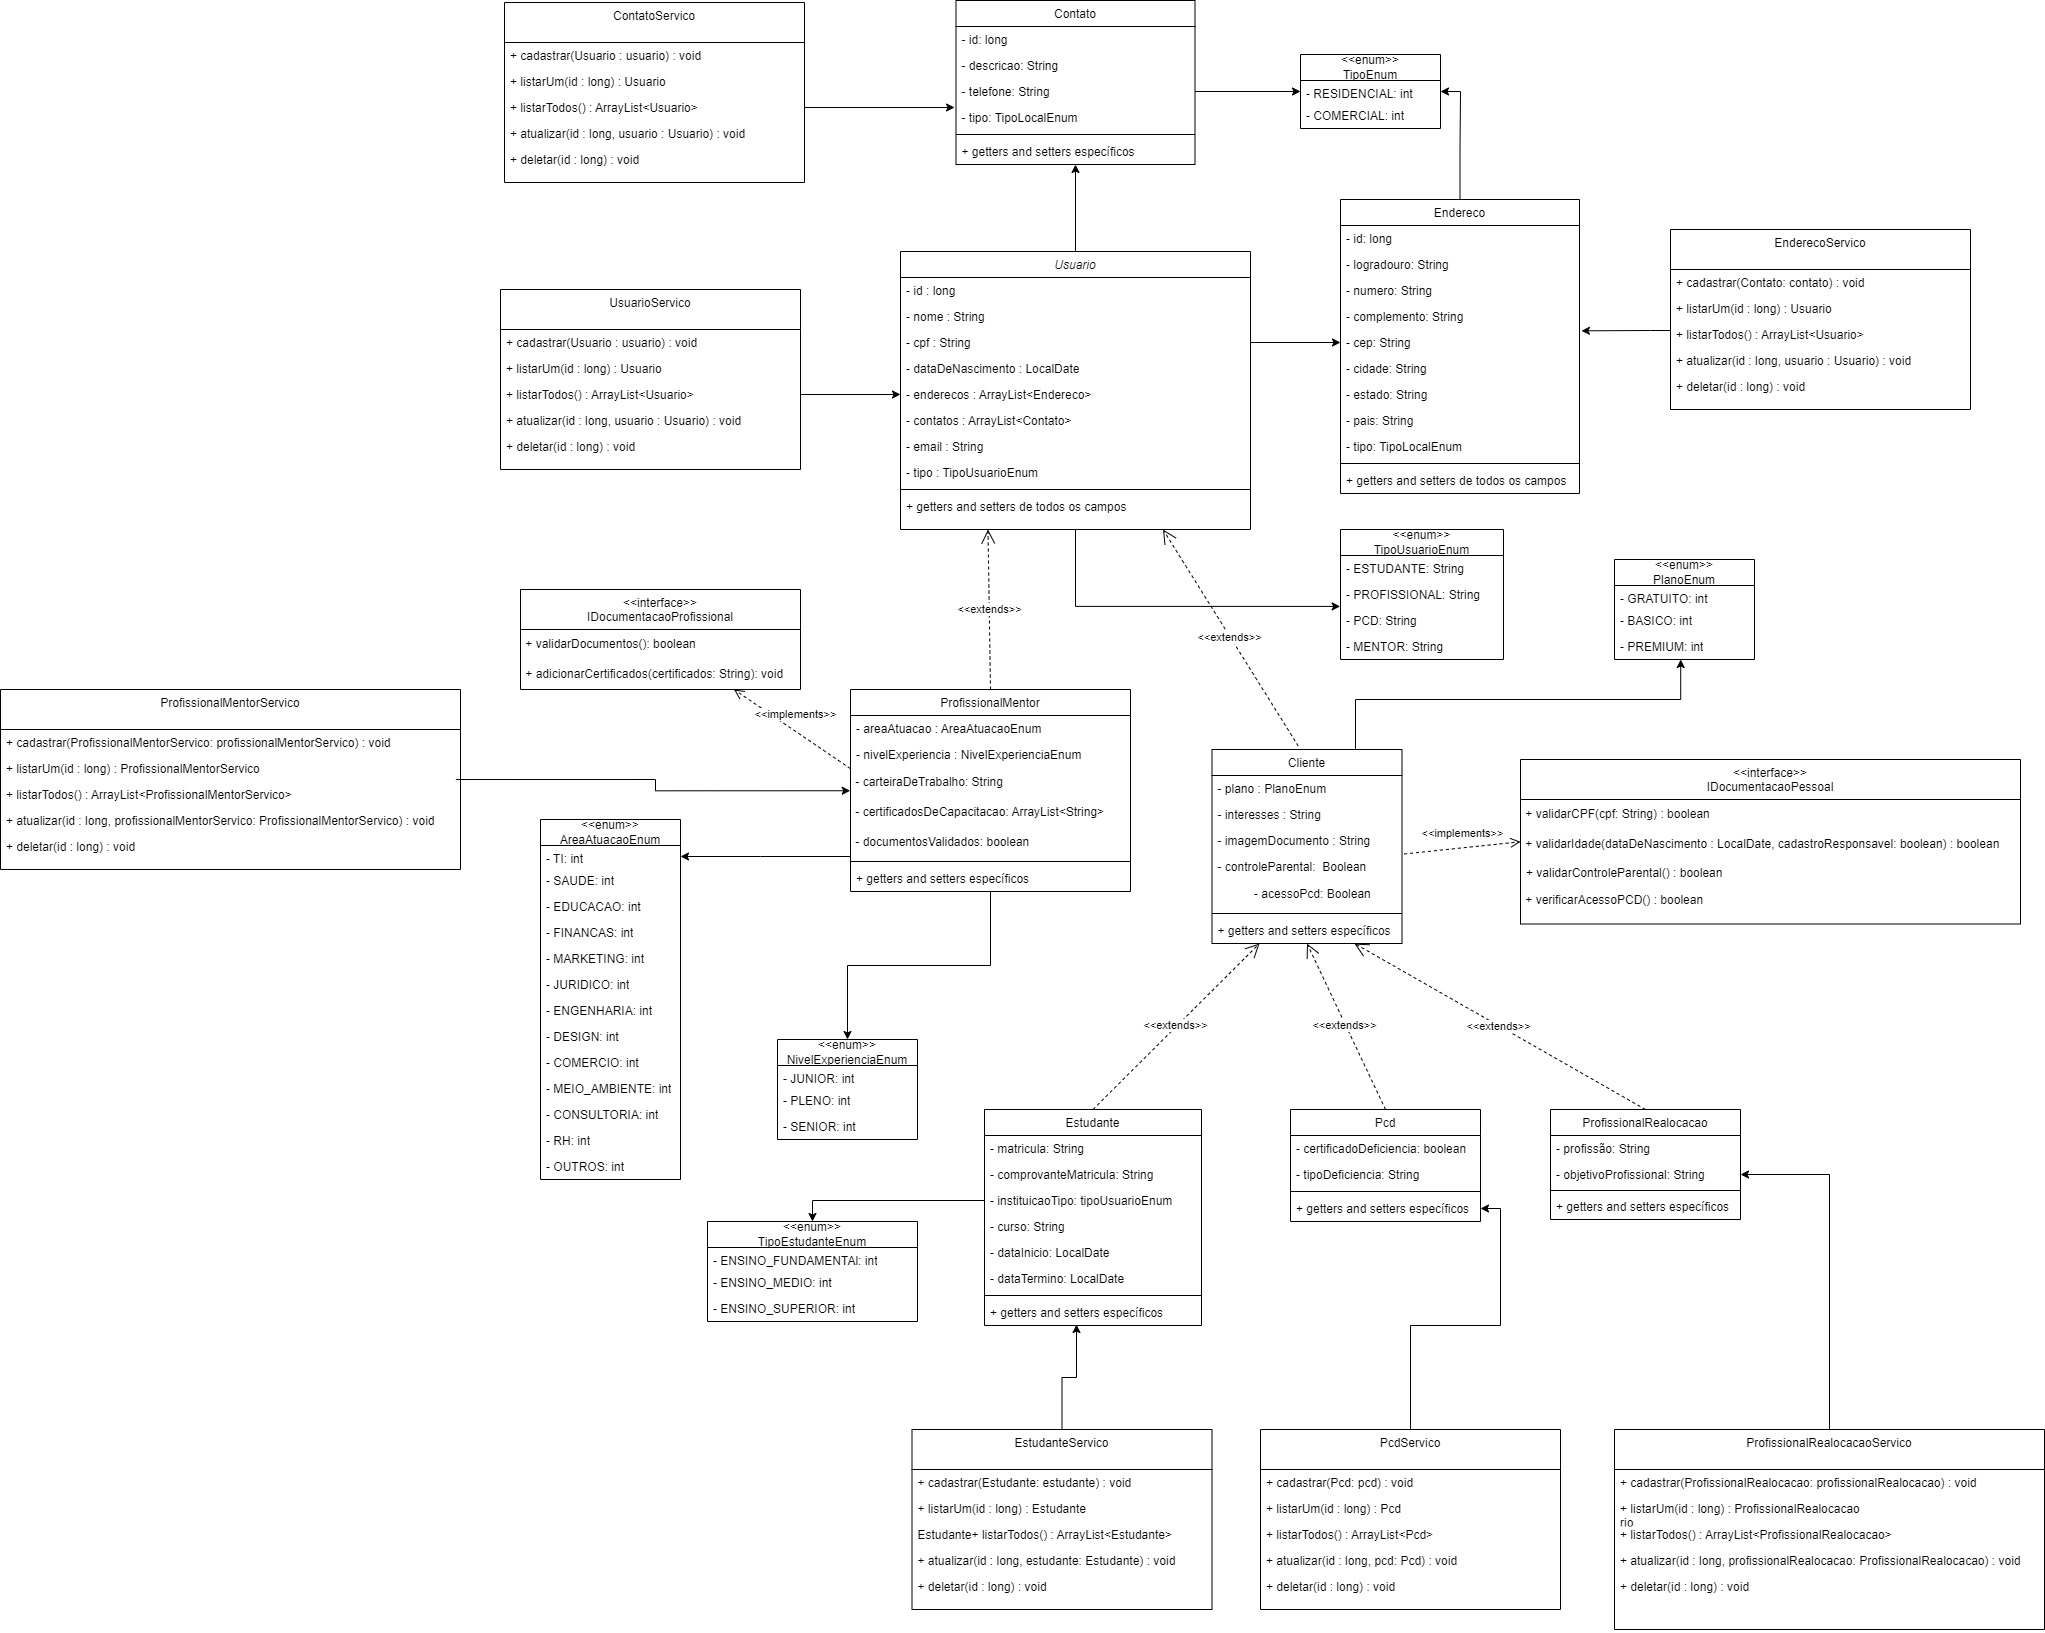 ContatoServico
+ cadastrar(Usuario : usuario) : void
+ listarUm(id : long) : Usuario
+ listarTodos() : ArrayList<Usuario>
+ atualizar(id : long, usuario : Usuario) : void
+ deletar(id : long) : void
Contato
- id: long
- descricao: String
- telefone: String
- tipo: TipoLocalEnum
+ getters and setters específicos
<<enum>>
TipoEnum
- RESIDENCIAL: int
- COMERCIAL: int
Endereco
- id: long
- logradouro: String
- numero: String
- complemento: String
- cep: String
- cidade: String
- estado: String
- pais: String
- tipo: TipoLocalEnum
+ getters and setters de todos os campos
EnderecoServico
+ cadastrar(Contato: contato) : void
+ listarUm(id : long) : Usuario
+ listarTodos() : ArrayList<Usuario>
+ atualizar(id : long, usuario : Usuario) : void
+ deletar(id : long) : void
UsuarioServico
+ cadastrar(Usuario : usuario) : void
+ listarUm(id : long) : Usuario
+ listarTodos() : ArrayList<Usuario>
+ atualizar(id : long, usuario : Usuario) : void
+ deletar(id : long) : void
Usuario
- id : long
- nome : String
- cpf : String
- dataDeNascimento : LocalDate
- enderecos : ArrayList<Endereco>
- contatos : ArrayList<Contato>
- email : String
- tipo : TipoUsuarioEnum
+ getters and setters de todos os campos
<<enum>>
TipoUsuarioEnum
- ESTUDANTE: String
- PROFISSIONAL: String
- PCD: String
- MENTOR: String
<<enum>>
PlanoEnum
- GRATUITO: int
- BASICO: int
- PREMIUM: int
<<interface>>
IDocumentacaoProfissional
+ validarDocumentos(): boolean
+ adicionarCertificados(certificados: String): void
<<extends>>
<<extends>>
<<implements>>
ProfissionalMentorServico
+ cadastrar(ProfissionalMentorServico: profissionalMentorServico) : void
+ listarUm(id : long) : ProfissionalMentorServico
+ listarTodos() : ArrayList<ProfissionalMentorServico>
+ atualizar(id : long, profissionalMentorServico: ProfissionalMentorServico) : void
+ deletar(id : long) : void
ProfissionalMentor
- areaAtuacao : AreaAtuacaoEnum
- nivelExperiencia : NivelExperienciaEnum
- carteiraDeTrabalho: String
- certificadosDeCapacitacao: ArrayList<String>
- documentosValidados: boolean
+ getters and setters específicos
Cliente
- plano : PlanoEnum
- interesses : String
- imagemDocumento : String
- controleParental:  Boolean
- acessoPcd: Boolean
+ getters and setters específicos
<<implements>>
<<interface>>
IDocumentacaoPessoal
+ validarCPF(cpf: String) : boolean
+ validarIdade(dataDeNascimento : LocalDate, cadastroResponsavel: boolean) : boolean
+ validarControleParental() : boolean
+ verificarAcessoPCD() : boolean
<<enum>>
AreaAtuacaoEnum
- TI: int
- SAUDE: int
- EDUCACAO: int
- FINANCAS: int
- MARKETING: int
- JURIDICO: int
- ENGENHARIA: int
- DESIGN: int
- COMERCIO: int
- MEIO_AMBIENTE: int
- CONSULTORIA: int
- RH: int
- OUTROS: int
<<enum>>
NivelExperienciaEnum
- JUNIOR: int
- PLENO: int
- SENIOR: int
<<extends>>
<<extends>>
<<extends>>
Estudante
- matricula: String
- comprovanteMatricula: String
- instituicaoTipo: tipoUsuarioEnum
- curso: String
- dataInicio: LocalDate
- dataTermino: LocalDate
+ getters and setters específicos
Pcd
- certificadoDeficiencia: boolean
- tipoDeficiencia: String
+ getters and setters específicos
ProfissionalRealocacao
- profissão: String
- objetivoProfissional: String
+ getters and setters específicos
<<enum>>
TipoEstudanteEnum
- ENSINO_FUNDAMENTAl: int
- ENSINO_MEDIO: int
- ENSINO_SUPERIOR: int
EstudanteServico
+ cadastrar(Estudante: estudante) : void
+ listarUm(id : long) : Estudante
Estudante+ listarTodos() : ArrayList<Estudante>
+ atualizar(id : long, estudante: Estudante) : void
+ deletar(id : long) : void
PcdServico
+ cadastrar(Pcd: pcd) : void
+ listarUm(id : long) : Pcd
+ listarTodos() : ArrayList<Pcd>
+ atualizar(id : long, pcd: Pcd) : void
+ deletar(id : long) : void
ProfissionalRealocacaoServico
+ cadastrar(ProfissionalRealocacao: profissionalRealocacao) : void
+ listarUm(id : long) : ProfissionalRealocacao
rio
+ listarTodos() : ArrayList<ProfissionalRealocacao>
+ atualizar(id : long, profissionalRealocacao: ProfissionalRealocacao) : void
+ deletar(id : long) : void